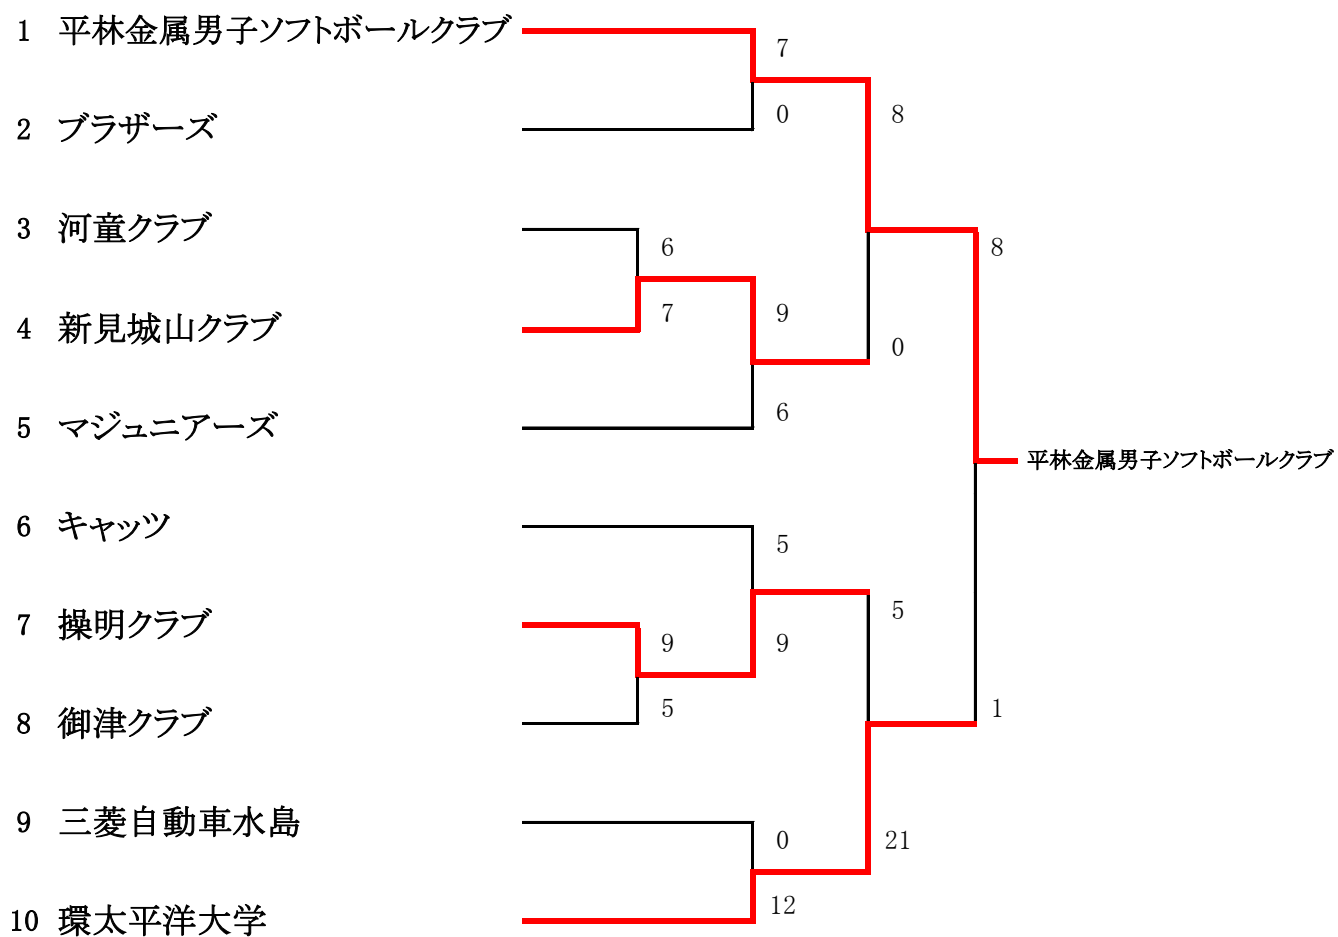 1 平林金属男子ソフトボールクラブ
7
0
8
2 ブラザーズ
3 河童クラブ
6
8
4 新見城山クラブ
7
9
0
5 マジュニアーズ
6
平林金属男子ソフトボールクラブ
6 キャッツ
5
5
7 操明クラブ
9
9
8 御津クラブ
5
1
9 三菱自動車水島
0
21
10 環太平洋大学
12